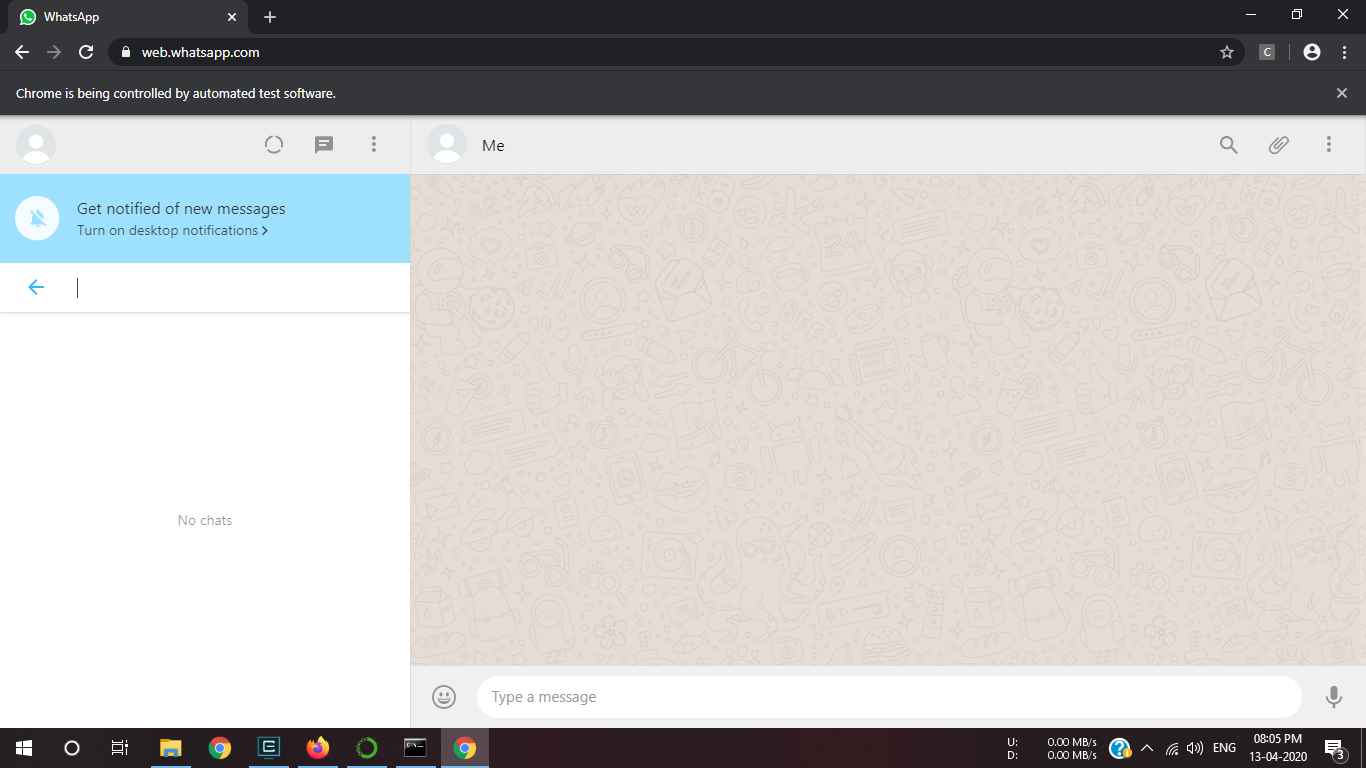 WhatsApp
web.whatsapp.com
C
Chrome is being controlled by automated test software.
Me
Get notified of new messages
Turn on desktop notifications
No chats
Type a message
U: 0.00 MB/s
D: 0.00 MB/s
ENG
08:05 PM
13-04-2020
3